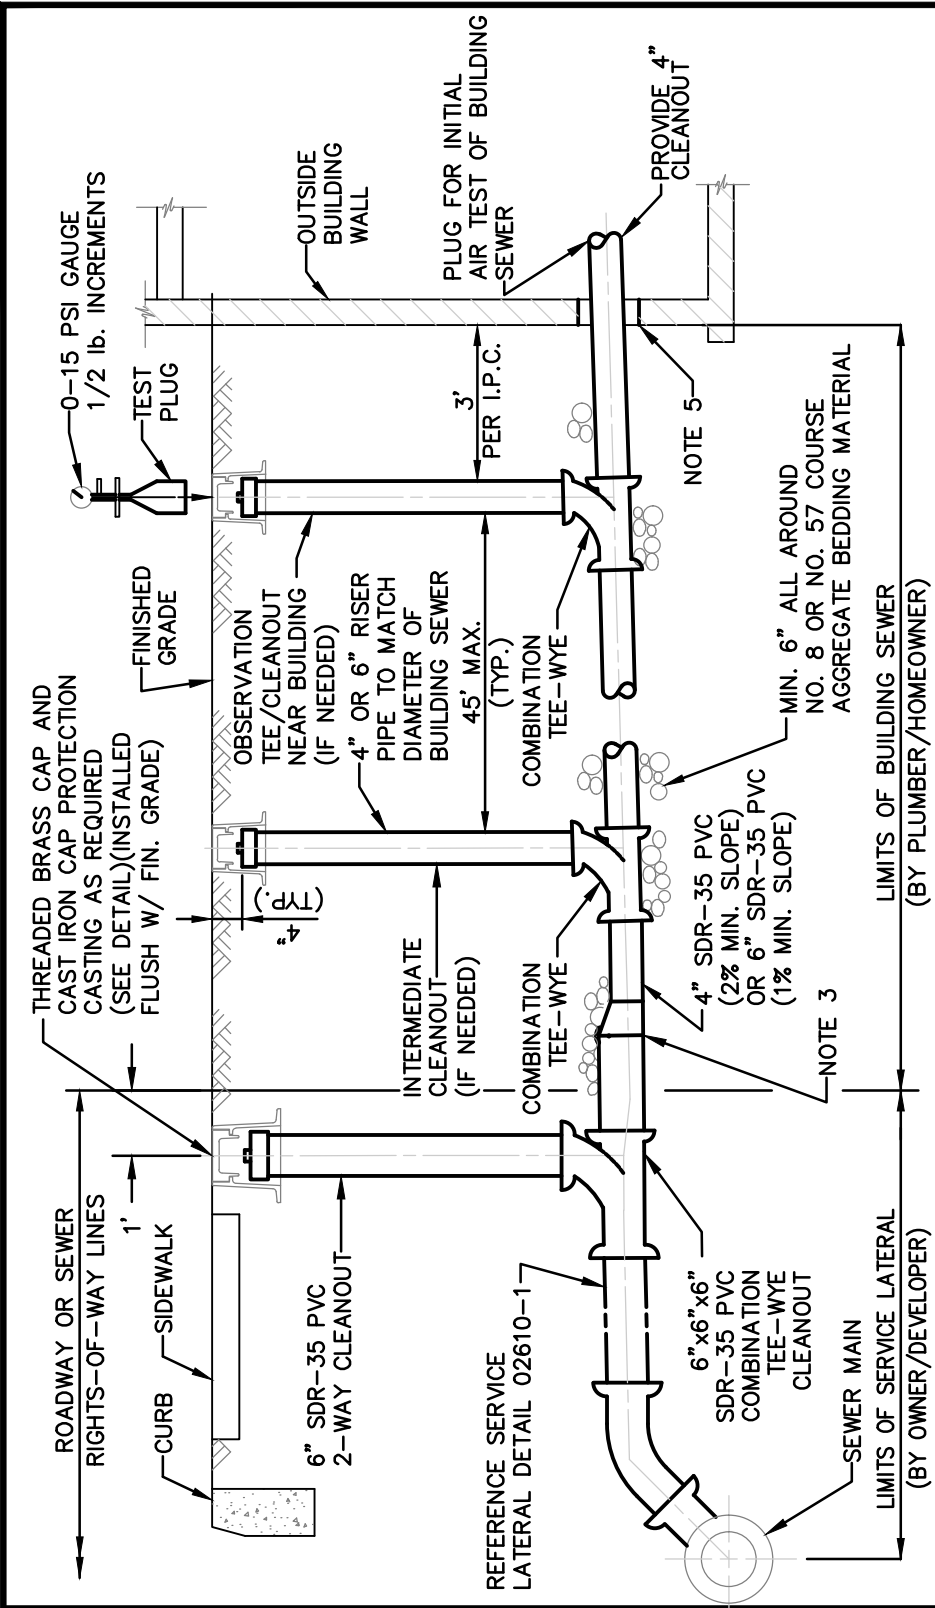 ROADWAY OR SEWER
RIGHTS-OF-WAY LINES
THREADED BRASS CAP AND
CAST IRON CAP PROTECTION
CASTING AS REQUIRED
(SEE DETAIL)(INSTALLED
FLUSH W/ FIN. GRADE)
1'
CURB
SIDEWALK
FINISHED
GRADE
0-15 PSI GAUGE
1/2 lb. INCREMENTS
TEST
PLUG
OUTSIDE
BUILDING
WALL
4"
(TYP.)
6" SDR-35 PVC
2-WAY CLEANOUT
INTERMEDIATE
CLEANOUT
(IF NEEDED)
OBSERVATION
TEE/CLEANOUT
NEAR BUILDING
(IF NEEDED)
4" OR 6" RISER
PIPE TO MATCH
DIAMETER OF
BUILDING SEWER
45' MAX.
(TYP.)
3'
PER I.P.C.
PLUG FOR INITIAL
AIR TEST OF BUILDING
SEWER
REFERENCE SERVICE
LATERAL DETAIL 02610-1
COMBINATION
TEE-WYE
COMBINATION
TEE-WYE
PROVIDE 4"
CLEANOUT
6"x6"x6"
SDR-35 PVC
COMBINATION
TEE-WYE
CLEANOUT
4" SDR-35 PVC
(2% MIN. SLOPE)
OR 6" SDR-35 PVC
(1% MIN. SLOPE)
NOTE 3
NOTE 5
MIN. 6" ALL AROUND
NO. 8 OR NO. 57 COURSE
AGGREGATE BEDDING MATERIAL
SEWER MAIN
LIMITS OF SERVICE LATERAL
(BY OWNER/DEVELOPER)
LIMITS OF BUILDING SEWER
(BY PLUMBER/HOMEOWNER)